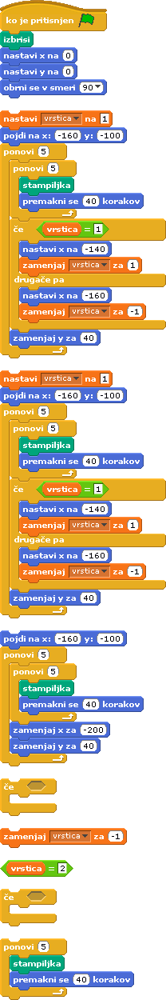 ko je pritisnjen
izbriši
nastavi x na 0
nastavi y na 0
obrni se v smeri 90
nastavi vrstica na 1
pojdi na x: -160 y: -100
ponovi 5
ponovi 5
štampiljka
premakni se 40 korakov
če vrstica = 1
nastavi x na -140
zamenjaj vrstica za 1
drugače pa
nastavi x na -160
zamenjaj vrstica za -1
zamenjaj y za 40
nastavi vrstica na 1
pojdi na x: -160 y: -100
ponovi 5
ponovi 5
štampiljka
premakni se 40 korakov
če vrstica = 1
nastavi x na -140
zamenjaj vrstica za 1
drugače pa
nastavi x na -160
zamenjaj vrstica za -1
zamenjaj y za 40
pojdi na x: -160 y: -100
ponovi 5
ponovi 5
štampiljka
premakni se 40 korakov
zamenjaj x za -200
zamenjaj y za 40
če
zamenjaj vrstica za -1
vrstica = 2
če
ponovi 5
štampiljka
premakni se 40 korakov